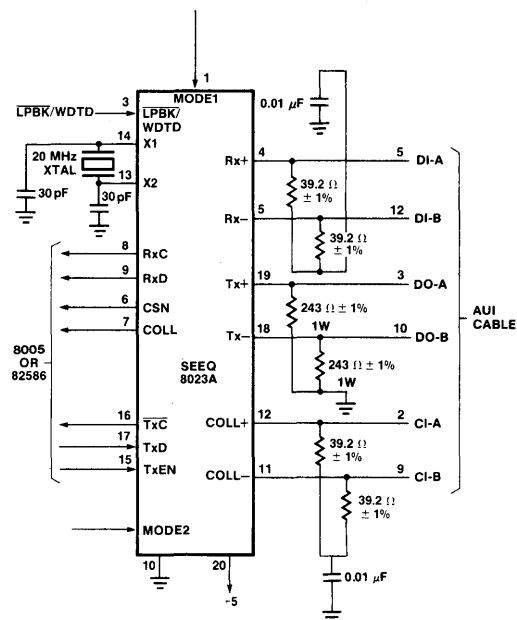 1
MODE1
0.01 µF
3
LPBK/WDTD
LPBK/
WDTD
14
X1
20 MHz
XTAL
13
X2
30 pF
30 pF
Rx+
4
5
DI-A
39.2 Ω
± 1%
Rx−
5
12
DI-B
39.2 Ω
± 1%
8
RxC
9
RxD
6
CSN
7
COLL
Tx+
19
3
DO-A
243 Ω ± 1%
1W
Tx−
18
10
DO-B
243 Ω ± 1%
1W
AUI
CABLE
8005
OR
82586
SEEQ
8023A
16
TxC
17
TxD
15
TxEN
COLL+
12
2
CI-A
39.2 Ω
± 1%
COLL−
11
9
CI-B
39.2 Ω
± 1%
MODE2
10
20
0.01 µF